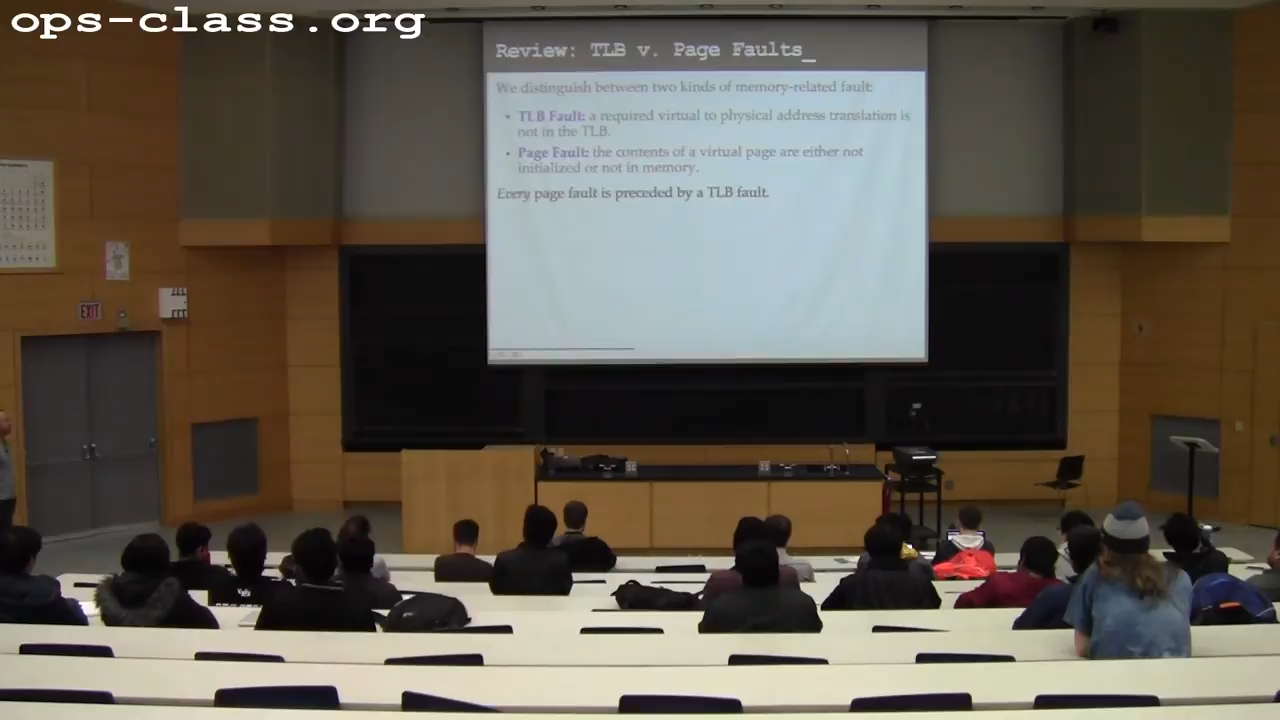 ops-class.org
Review: TLB v. Page Faults_
We distinguish between two kinds of memory-related fault:
• TLB Fault: a required virtual to physical address translation is
not in the TLB.
• Page Fault: the contents of a virtual page are either not
initialized or not in memory.
Every page fault is preceded by a TLB fault.
EXIT